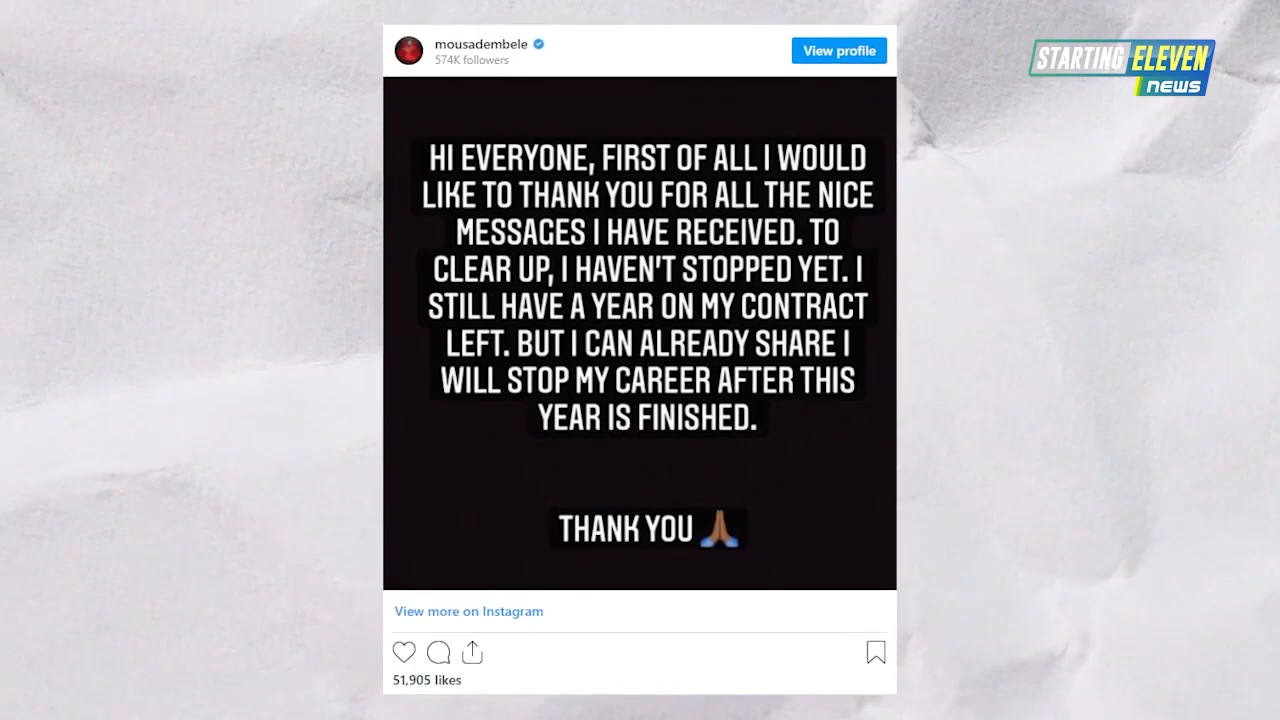 mousadembele
574K followers
View profile
STARTING ELEVEN
news
HI EVERYONE, FIRST OF ALL I WOULD
LIKE TO THANK YOU FOR ALL THE NICE
MESSAGES I HAVE RECEIVED. TO
CLEAR UP, I HAVEN'T STOPPED YET. I
STILL HAVE A YEAR ON MY CONTRACT
LEFT. BUT I CAN ALREADY SHARE I
WILL STOP MY CAREER AFTER THIS
YEAR IS FINISHED.
THANK YOU 🙏🏾
View more on Instagram
51,905 likes